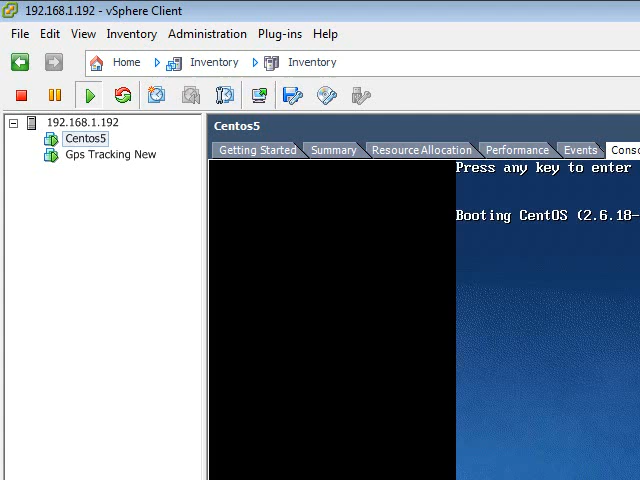 192.168.1.192 - vSphere Client
File Edit View Inventory Administration Plug-ins Help
Home Inventory Inventory
192.168.1.192
Centos5
Gps Tracking New
Centos5
Getting Started Summary Resource Allocation Performance Events Conso
Press any key to enter
Booting CentOS (2.6.18-